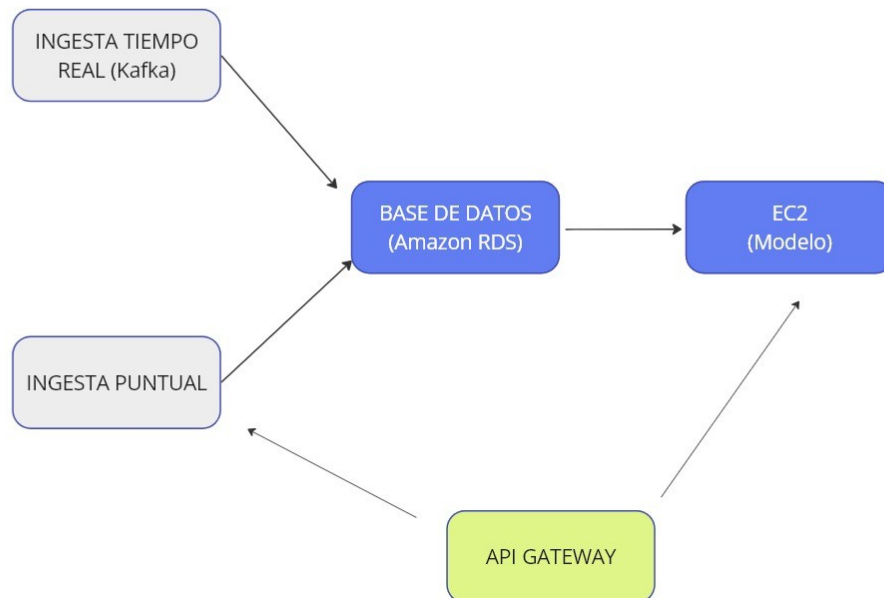 INGESTA TIEMPO
REAL (Kafka)
BASE DE DATOS
(Amazon RDS)
EC2
(Modelo)
INGESTA PUNTUAL
API GATEWAY